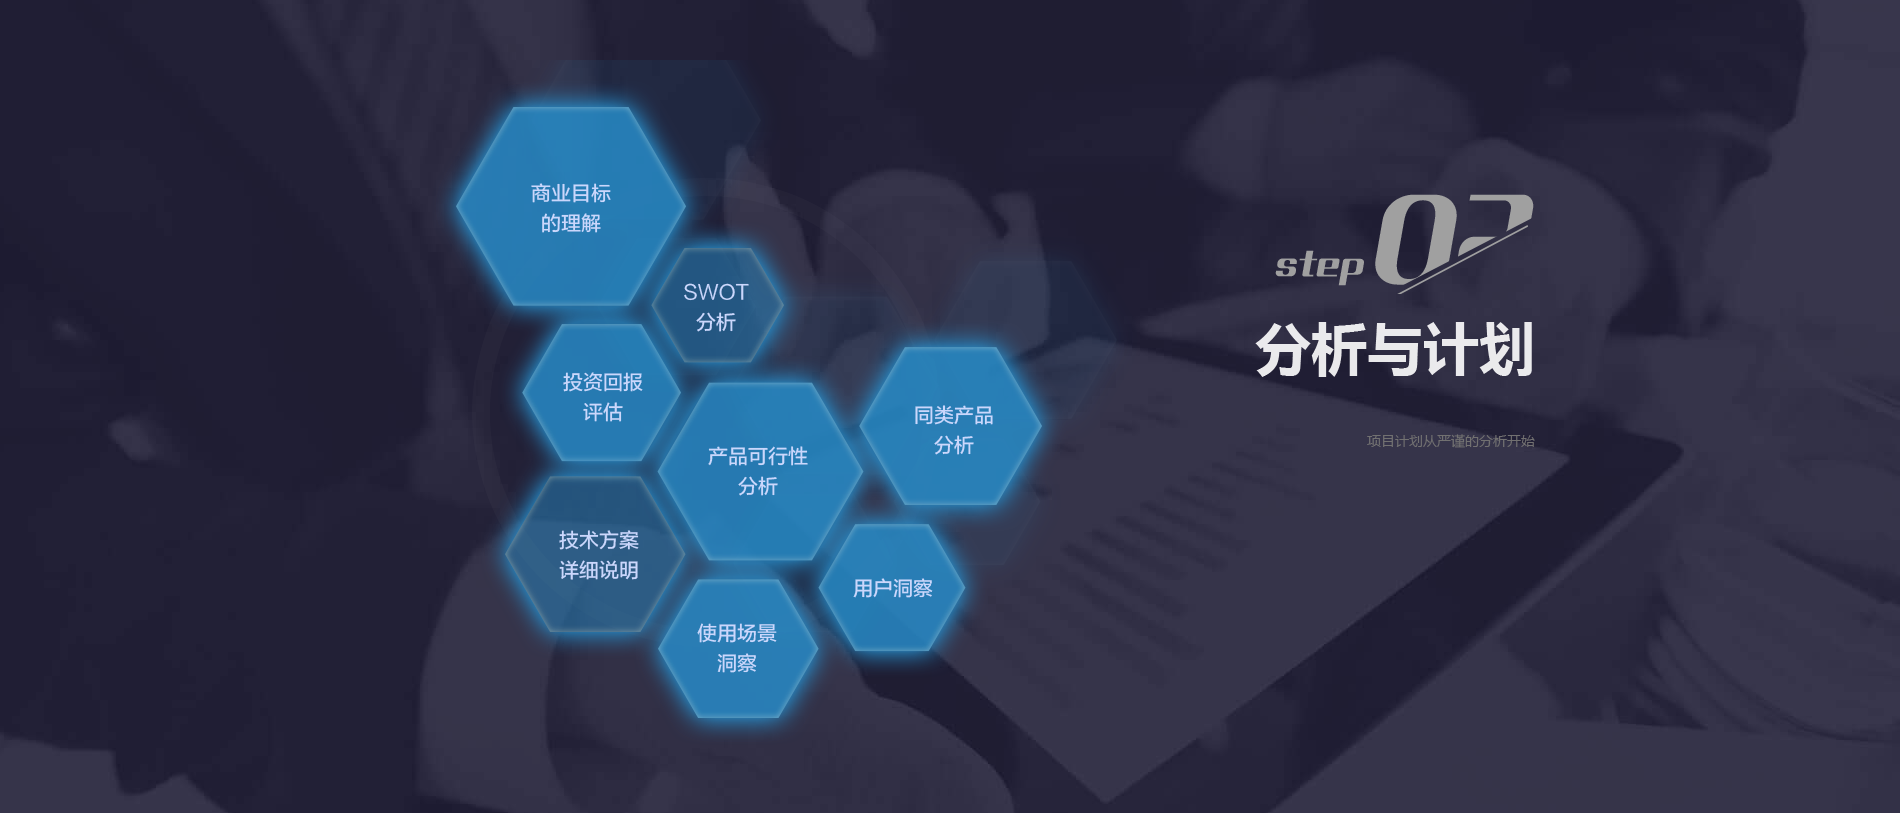 商业目标
的理解
SWOT
分析
投资回报
评估
产品可行性
分析
同类产品
分析
技术方案
详细说明
用户洞察
使用场景
洞察
step 02
分析与计划
项目计划从严谨的分析开始